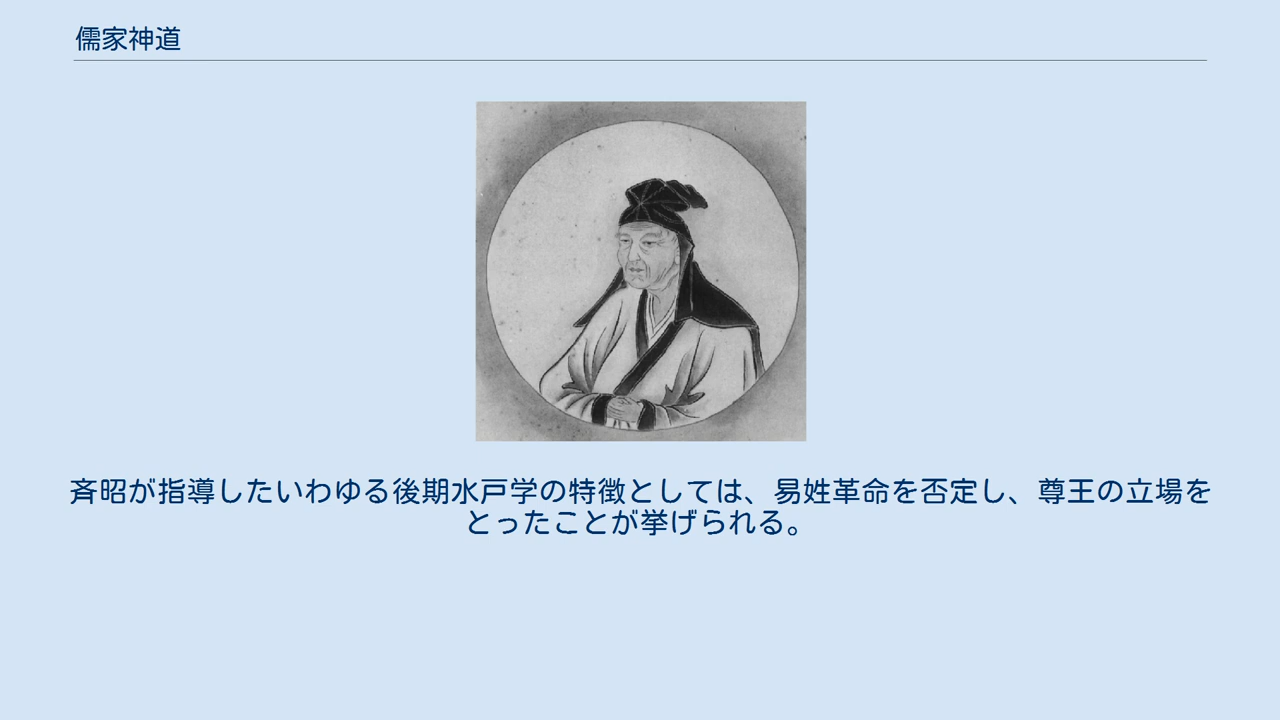 儒家神道
斉昭が指導したいわゆる後期水戸学の特徴としては、易姓革命を否定し、尊王の立場を
とったことが挙げられる。